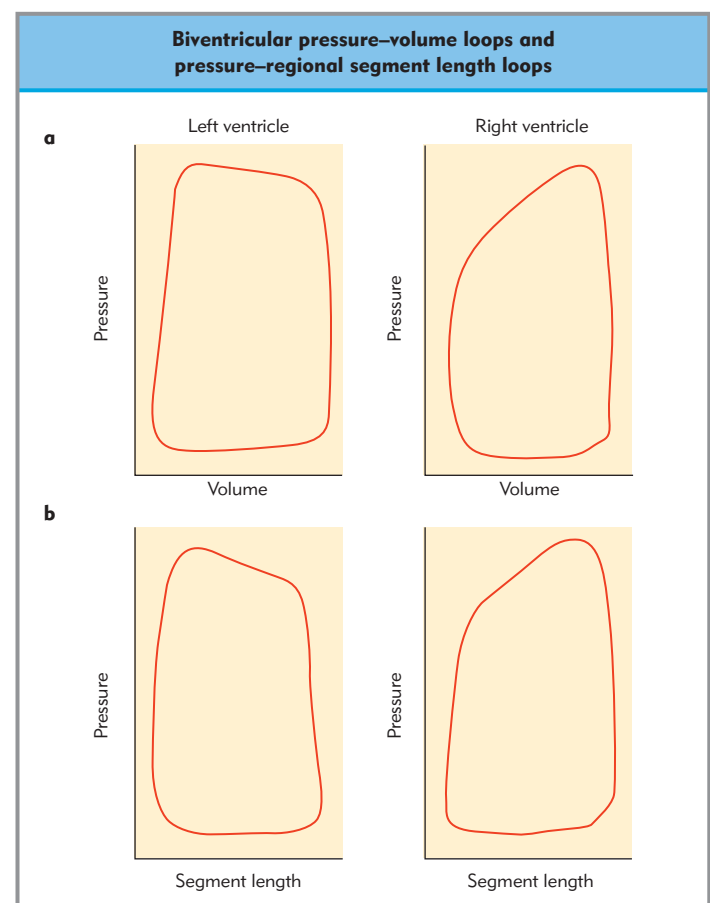 Biventricular pressure–volume loops and
pressure–regional segment length loops
a
Left ventricle
Right ventricle
Pressure
Pressure
Volume
Volume
b
Pressure
Pressure
Segment length
Segment length